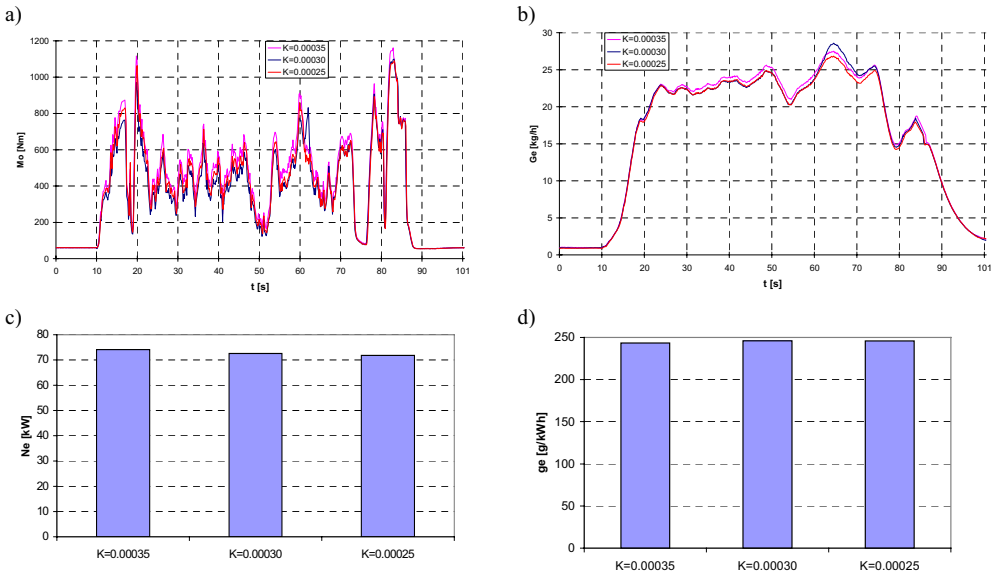 a)
1200
1000
800
600
400
200
0
Mo [Nm]
K=0.00035
K=0.00030
K=0.00025
0 10 20 30 40 50 60 70 80 90 101
t [s]
b)
30
25
20
15
10
5
0
Ge [kg/h]
K=0.00035
K=0.00030
K=0.00025
0 10 20 30 40 50 60 70 80 90 101
t [s]
c)
80
70
60
50
40
30
20
10
0
Ne [kW]
K=0.00035 K=0.00030 K=0.00025
d)
250
200
150
100
50
0
ge [g/kWh]
K=0.00035 K=0.00030 K=0.00025